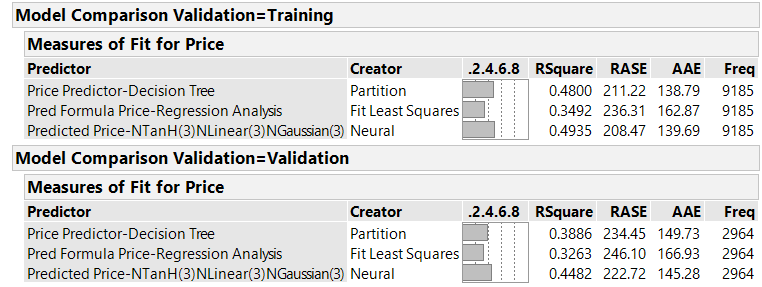 Model Comparison Validation=Training
Measures of Fit for Price
Predictor Creator .2.4.6.8 RSquare RASE AAE Freq
Price Predictor-Decision Tree Partition 0.4800 211.22 138.79 9185
Pred Formula Price-Regression Analysis Fit Least Squares 0.3492 236.31 162.87 9185
Predicted Price-NTanH(3)NLinear(3)NGaussian(3) Neural 0.4935 208.47 139.69 9185
Model Comparison Validation=Validation
Measures of Fit for Price
Predictor Creator .2.4.6.8 RSquare RASE AAE Freq
Price Predictor-Decision Tree Partition 0.3886 234.45 149.73 2964
Pred Formula Price-Regression Analysis Fit Least Squares 0.3263 246.10 166.93 2964
Predicted Price-NTanH(3)NLinear(3)NGaussian(3) Neural 0.4482 222.72 145.28 2964